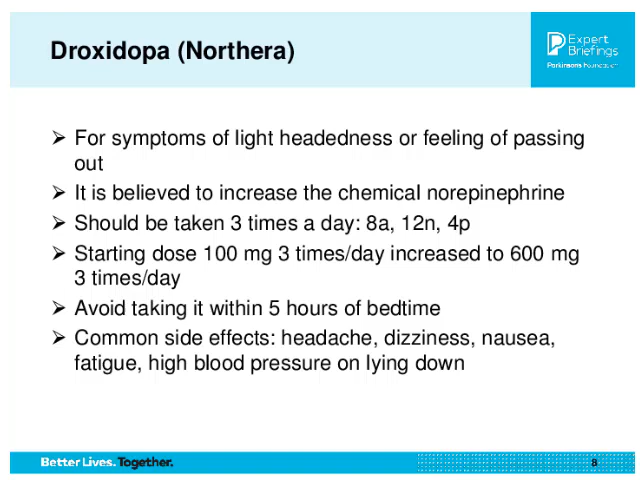 Droxidopa (Northera)
Expert
Briefings
Parkinson's Foundation
➤ For symptoms of light headedness or feeling of passing
out
➤ It is believed to increase the chemical norepinephrine
➤ Should be taken 3 times a day: 8a, 12n, 4p
➤ Starting dose 100 mg 3 times/day increased to 600 mg
3 times/day
➤ Avoid taking it within 5 hours of bedtime
➤ Common side effects: headache, dizziness, nausea,
fatigue, high blood pressure on lying down
Better Lives. Together.
8